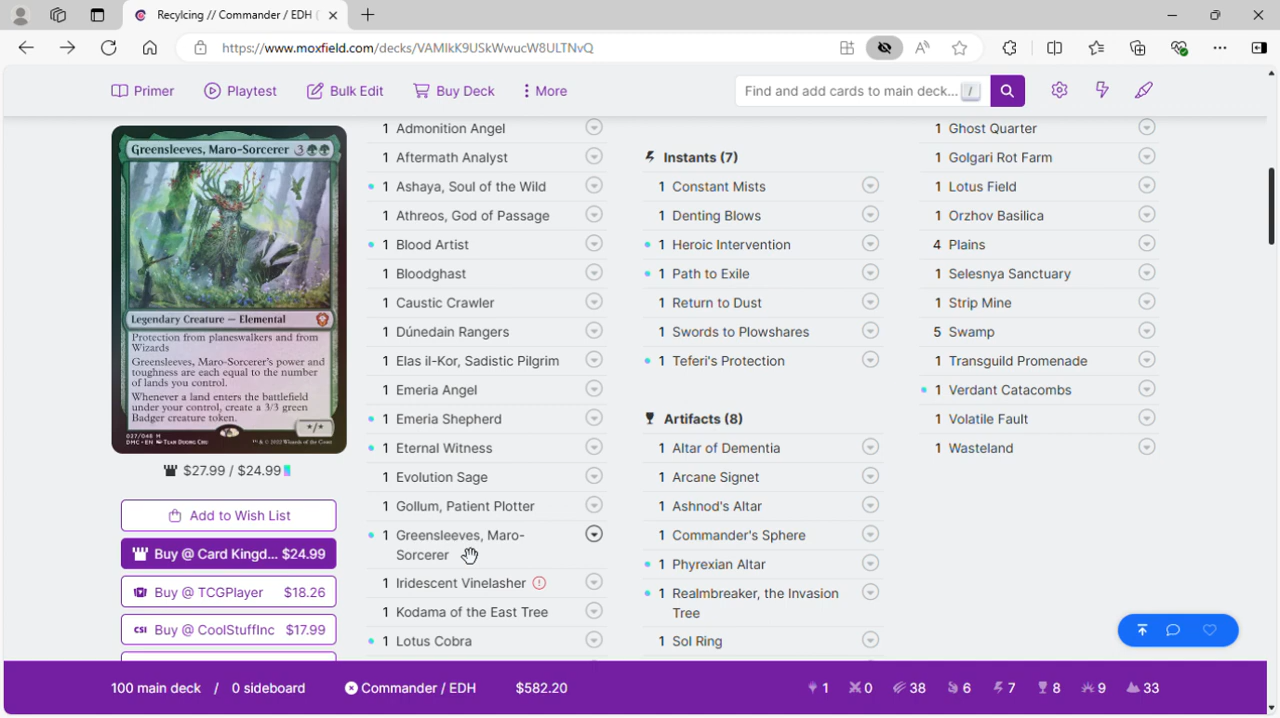 Recylcing // Commander / EDH (
https://www.moxfield.com/decks/VAMlkK9USkWwucW8ULTNvQ
Primer
Playtest
Bulk Edit
Buy Deck
More
Find and add cards to main deck... /
Greensleeves, Maro-Sorcerer 3
Legendary Creature — Elemental
Protection from planeswalkers and from
Wizards
Greensleeves, Maro-Sorcerer's power and
toughness are each equal to the number
of lands you control.
Whenever a land enters the battlefield
under your control, create a 3/3 green
Badger creature token.
*/*
$27.99 / $24.99
Add to Wish List
Buy @ Card Kingd... $24.99
Buy @ TCGPlayer $18.26
CSI Buy @ CoolStuffInc $17.99
1 Admonition Angel
1 Aftermath Analyst
1 Ashaya, Soul of the Wild
1 Athreos, God of Passage
1 Blood Artist
1 Bloodghast
1 Caustic Crawler
1 Dúnedain Rangers
1 Elas il-Kor, Sadistic Pilgrim
1 Emeria Angel
1 Emeria Shepherd
1 Eternal Witness
1 Evolution Sage
1 Gollum, Patient Plotter
1 Greensleeves, Maro-
Sorcerer
1 Iridescent Vinelasher
1 Kodama of the East Tree
1 Lotus Cobra
Instants (7)
1 Constant Mists
1 Denting Blows
1 Heroic Intervention
1 Path to Exile
1 Return to Dust
1 Swords to Plowshares
1 Teferi's Protection
Artifacts (8)
1 Altar of Dementia
1 Arcane Signet
1 Ashnod's Altar
1 Commander's Sphere
1 Phyrexian Altar
1 Realmbreaker, the Invasion
Tree
1 Sol Ring
1 Ghost Quarter
1 Golgari Rot Farm
1 Lotus Field
1 Orzhov Basilica
4 Plains
1 Selesnya Sanctuary
1 Strip Mine
5 Swamp
1 Transguild Promenade
1 Verdant Catacombs
1 Volatile Fault
1 Wasteland
100 main deck / 0 sideboard
Commander / EDH
$582.20
1 0 38 6 7 8 9 33